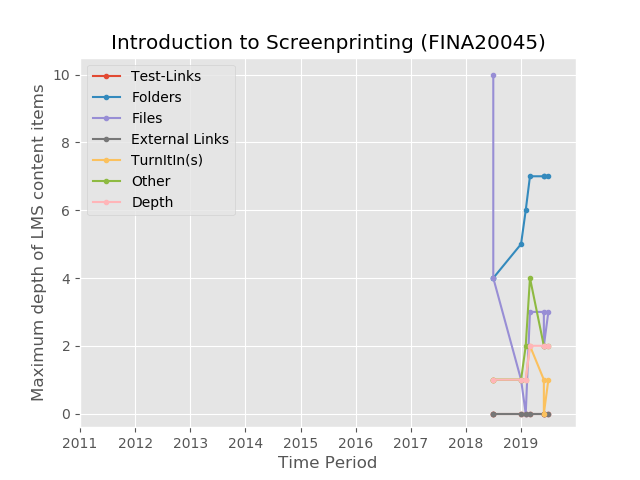 Introduction to Screenprinting (FINA20045)
Maximum depth of LMS content items
10
8
6
4
2
0
Test-Links
Folders
Files
External Links
TurnItIn(s)
Other
Depth
2011 2012 2013 2014 2015 2016 2017 2018 2019
Time Period